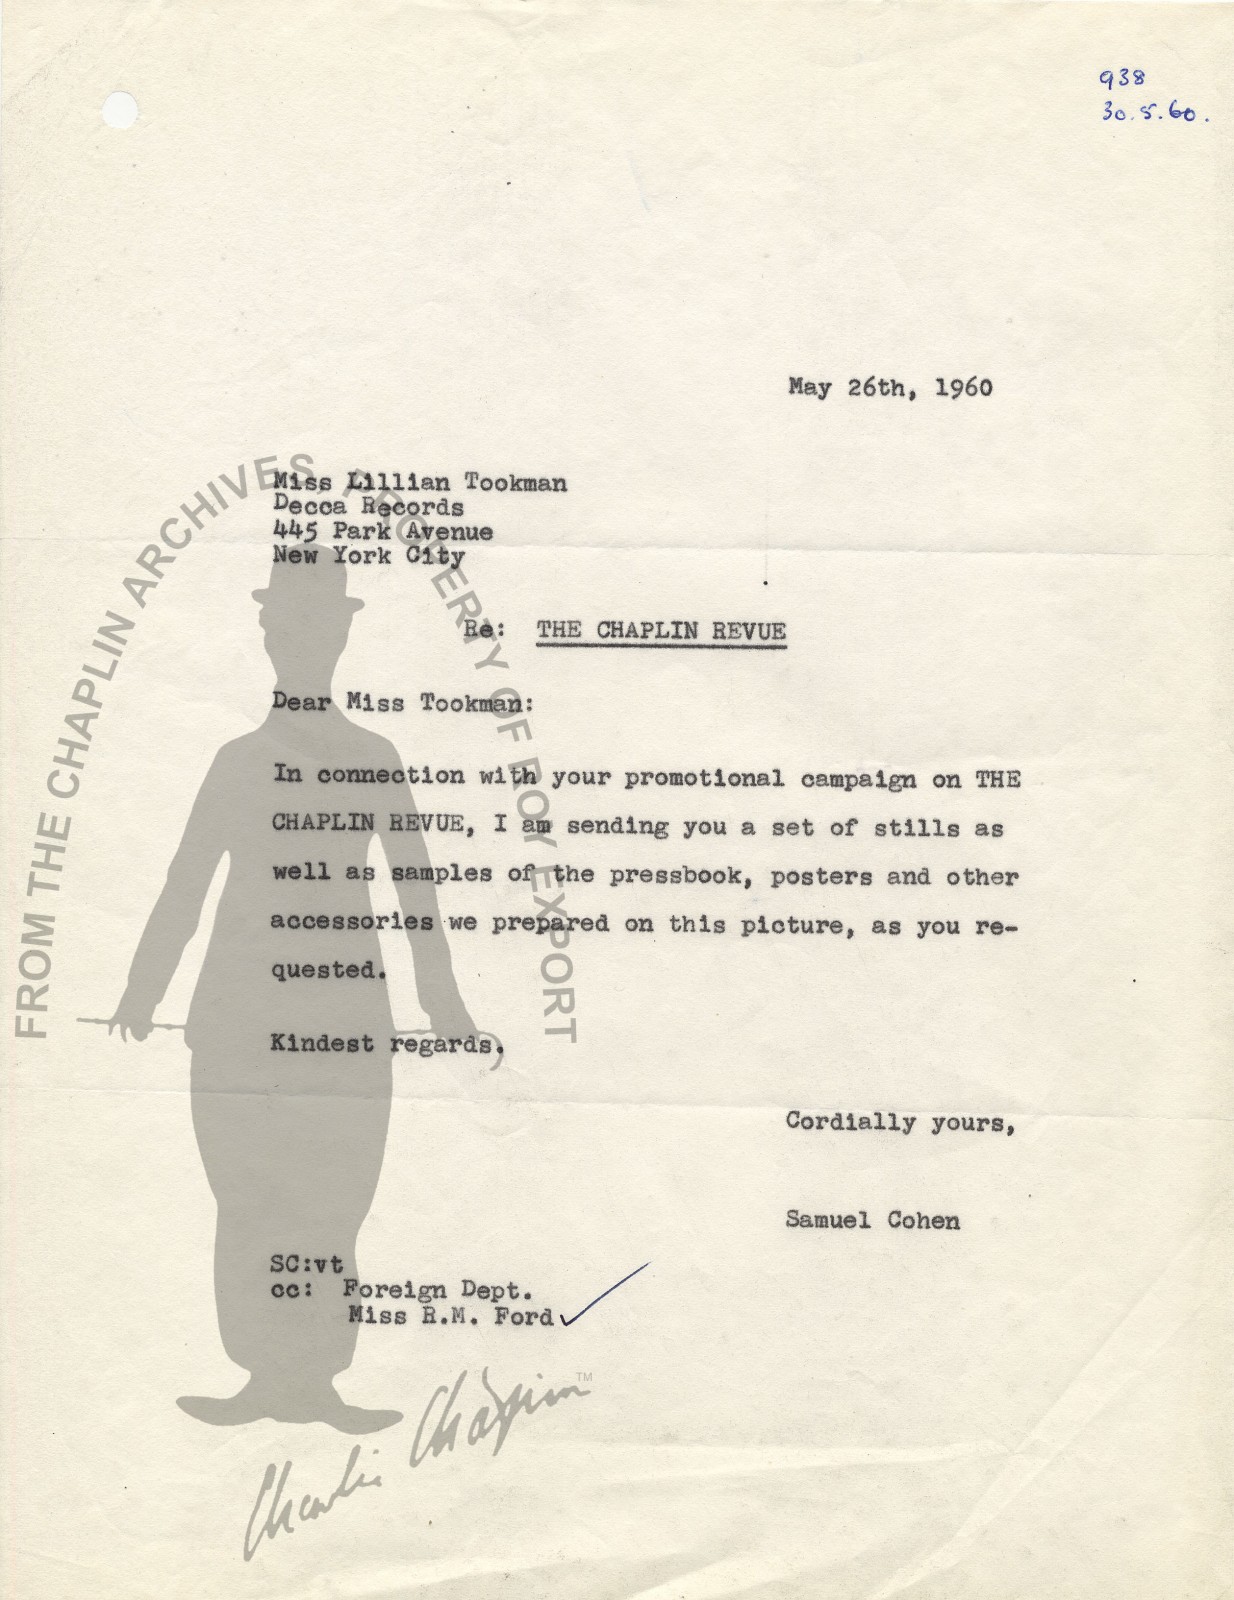 938
30.5.60.
May 26th, 1960
Miss Lillian Tookman
Decca Records
445 Park Avenue
New York City
Re: THE CHAPLIN REVUE
Dear Miss Tookman:
In connection with your promotional campaign on THE
CHAPLIN REVUE, I am sending you a set of stills as
well as samples of the pressbook, posters and other
accessories we prepared on this picture, as you re-
quested.
Kindest regards.
Cordially yours,
Samuel Cohen
SC:vt
cc: Foreign Dept.
Miss R.M. Ford
FROM THE CHAPLIN ARCHIVES, PROPERTY OF ROY EXPORT
Charlie Chaplin TM